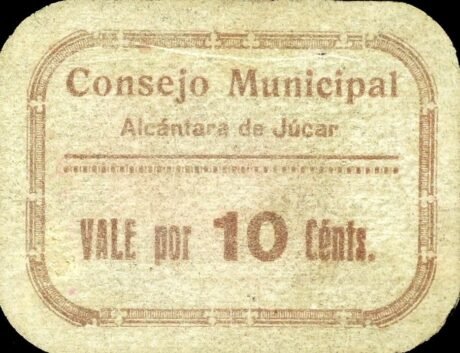 Consejo Municipal
Alcántara de Júcar
VALE por 10 Cénts.